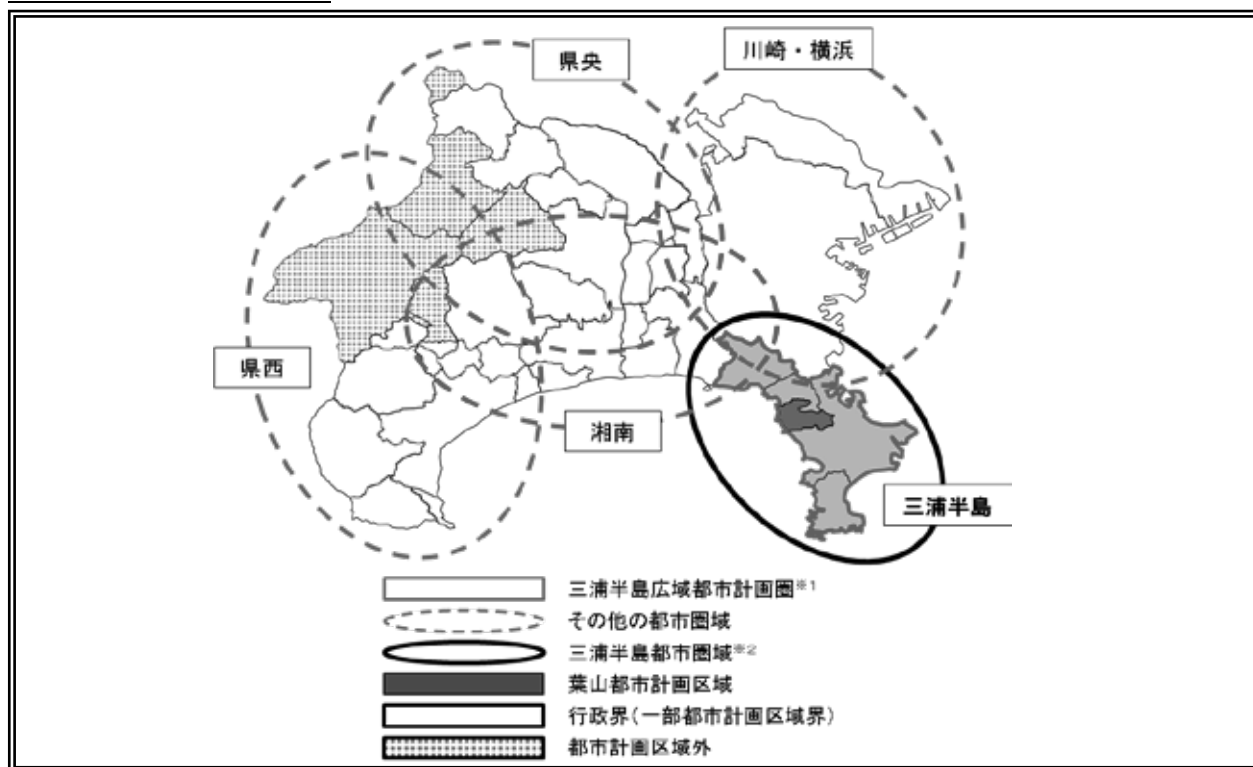 県央
川崎・横浜
県西
湘南
三浦半島
三浦半島広域都市計画圏※1
その他の都市圏域
三浦半島都市圏域※2
葉山都市計画区域
行政界(一部都市計画区域界)
都市計画区域外